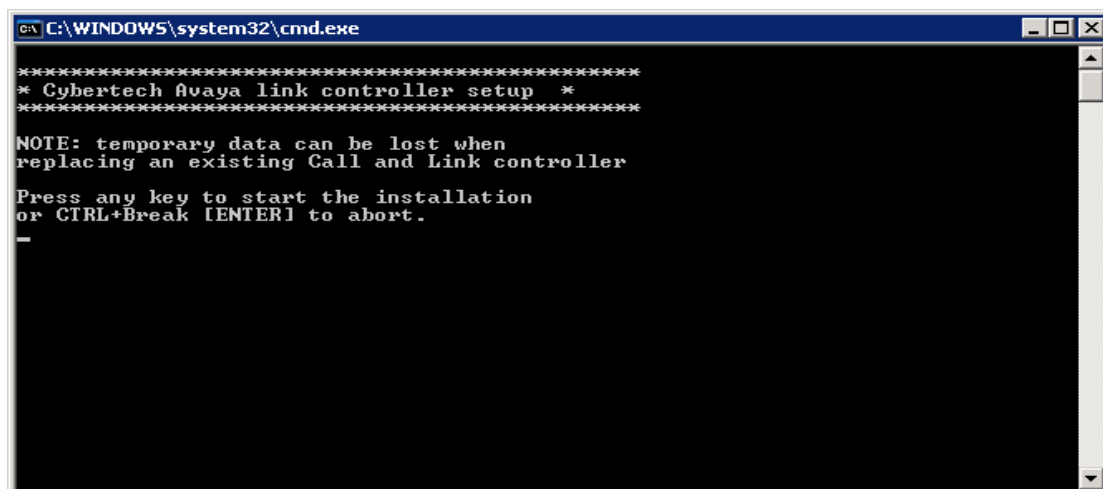 C:\WINDOWS\system32\cmd.exe
***********************************************
* Cybertech Avaya link controller setup  *
***********************************************
NOTE: temporary data can be lost when
replacing an existing Call and Link controller
Press any key to start the installation
or CTRL+Break [ENTER] to abort.